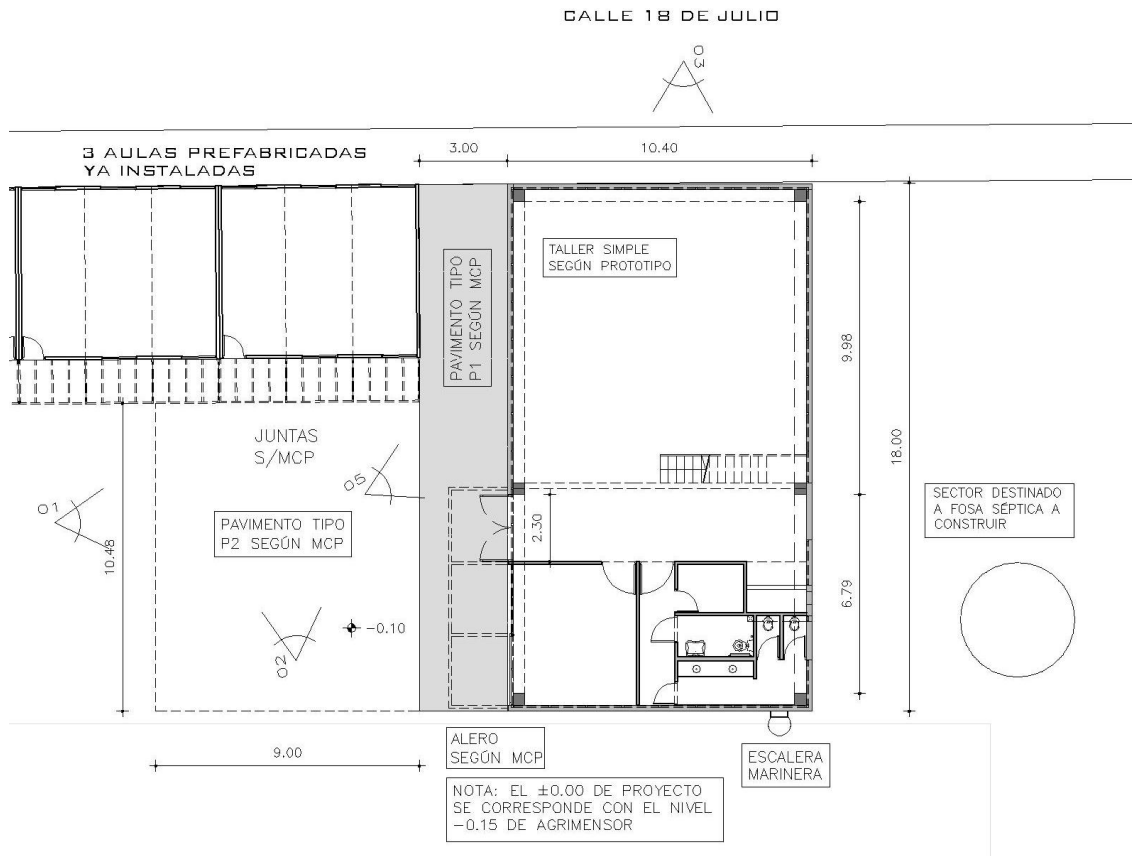 CALLE 18 DE JULIO
03
3 AULAS PREFABRICADAS
YA INSTALADAS
3.00
10.40
TALLER SIMPLE
SEGÚN PROTOTIPO
PAVIMENTO TIPO
P1 SEGÚN MCP
9.98
18.00
JUNTAS
S/MCP
05
01
PAVIMENTO TIPO
P2 SEGÚN MCP
10.48
2.30
SECTOR DESTINADO
A FOSA SÉPTICA A
CONSTRUIR
6.79
-0.10
02
9.00
ALERO
SEGÚN MCP
ESCALERA
MARINERA
NOTA: EL ±0.00 DE PROYECTO
SE CORRESPONDE CON EL NIVEL
-0.15 DE AGRIMENSOR